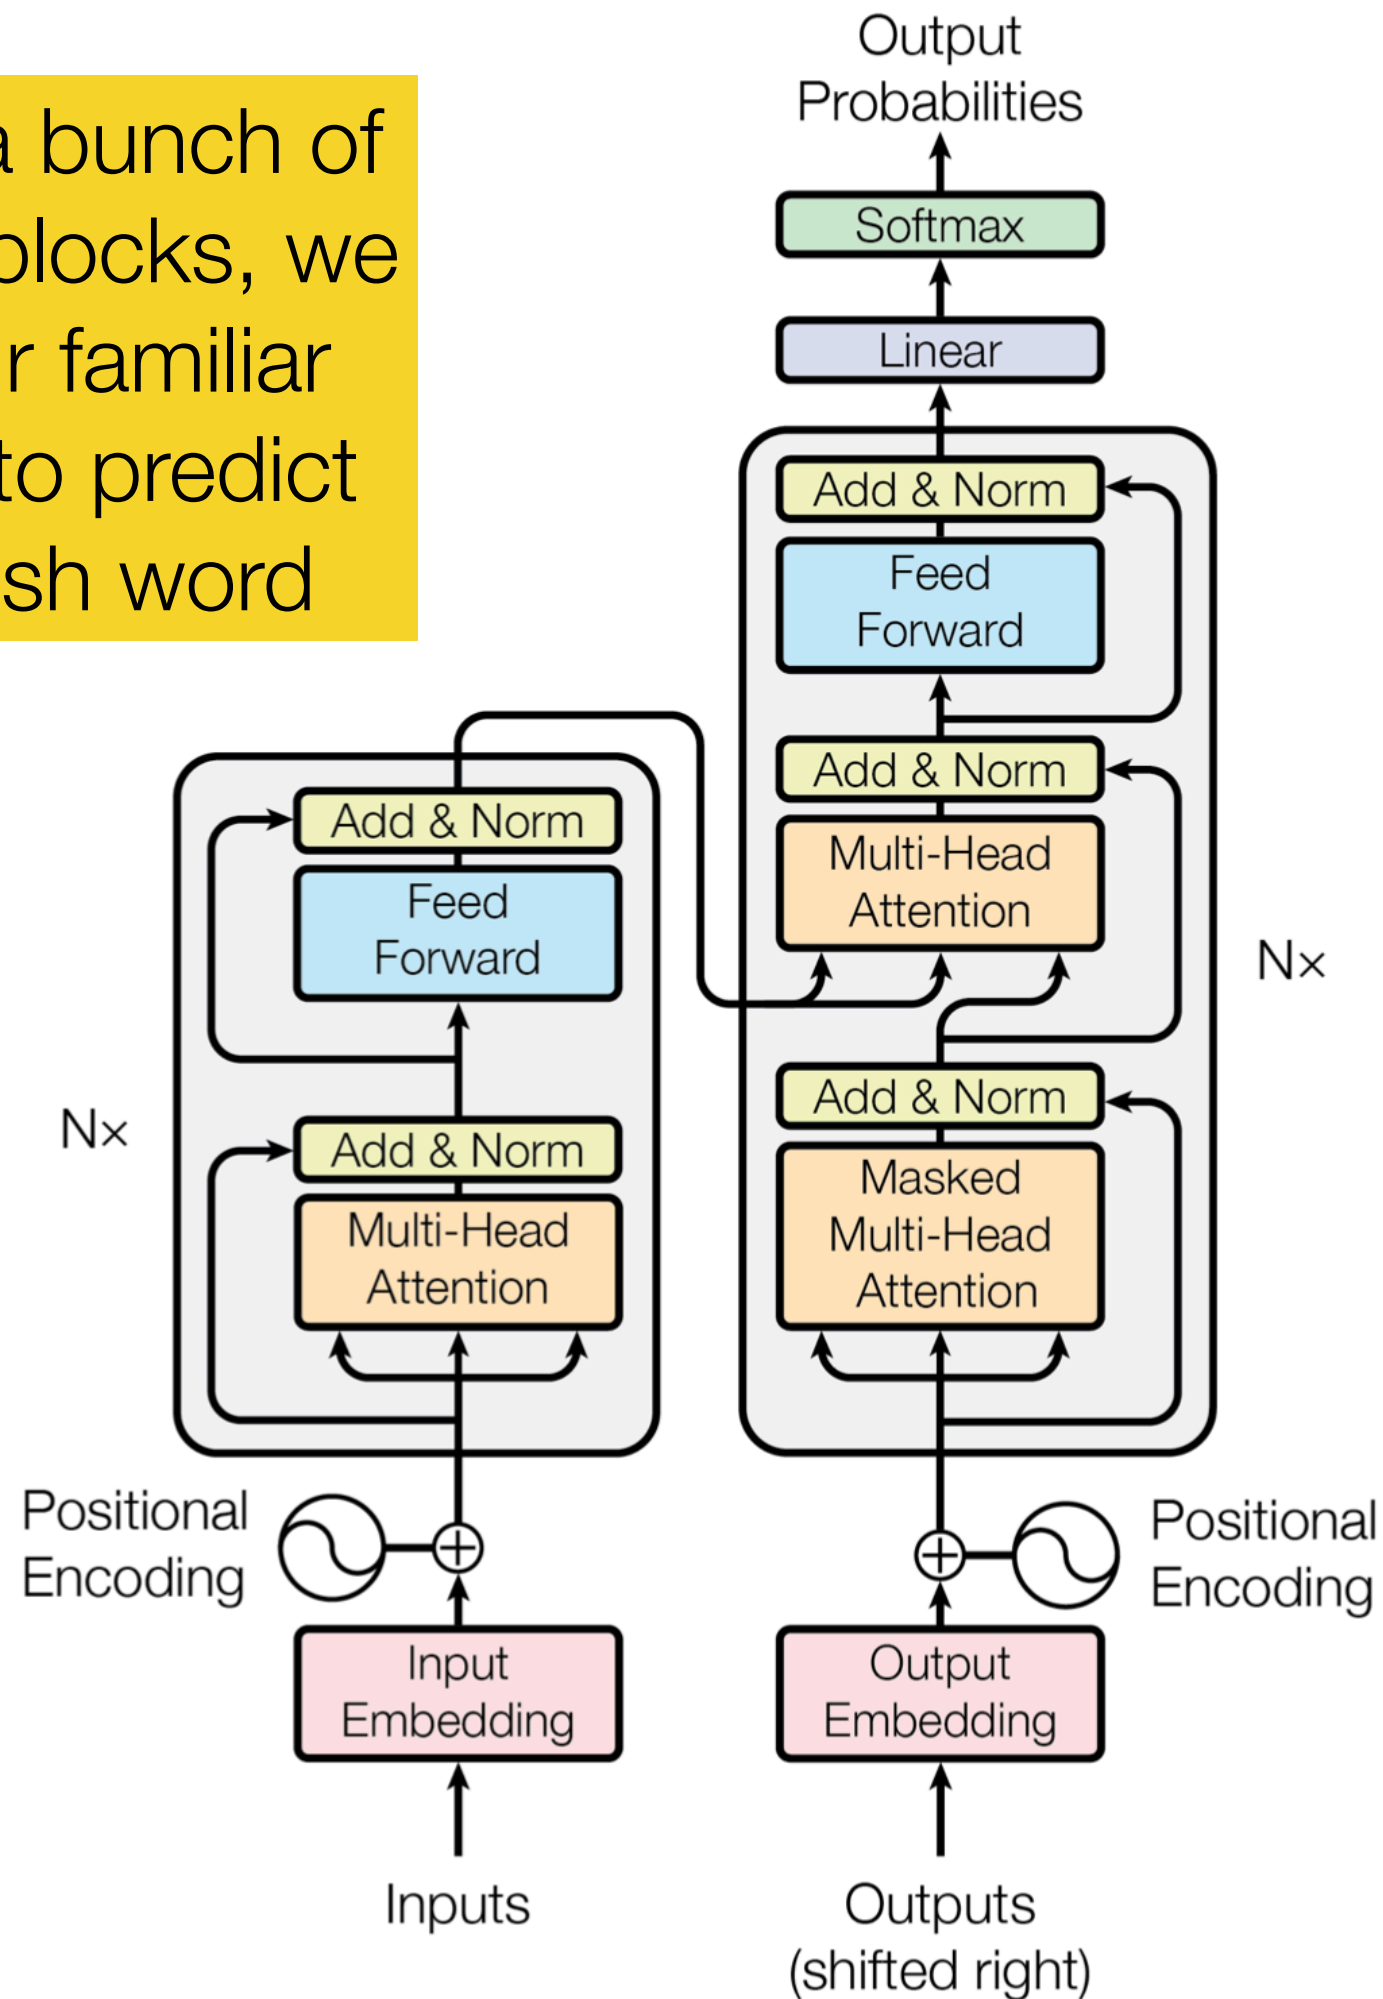 a bunch of
blocks, we
r familiar
to predict
sh word
Output
Probabilities
Softmax
Linear
Add & Norm
Feed
Forward
Add & Norm
Multi-Head
Attention
Nx
Add & Norm
Masked
Multi-Head
Attention
Add & Norm
Feed
Forward
Nx
Add & Norm
Multi-Head
Attention
Positional
Encoding
Positional
Encoding
Input
Embedding
Output
Embedding
Inputs
Outputs
(shifted right)